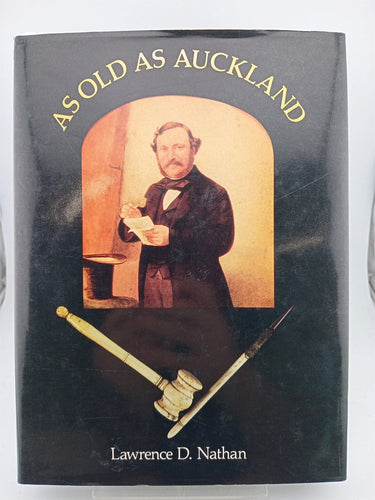 AS OLD AS AUCKLAND
Lawrence D. Nathan